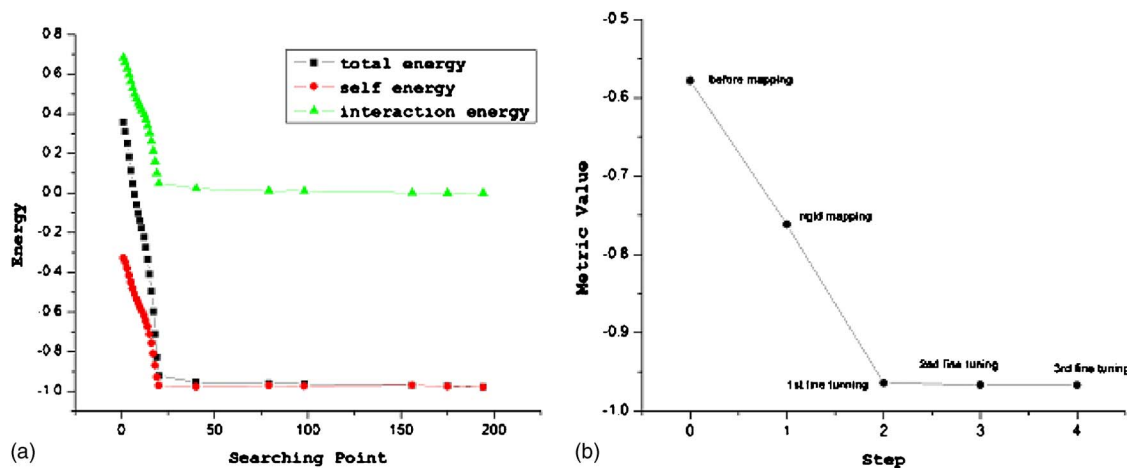 0.8
0.6
0.4
0.2
0.0
-0.2
-0.4
-0.6
-0.8
-1.0
Energy
total energy
self energy
interaction energy
0
50
100
150
200
Searching Point
(a)
-0.5
-0.6
-0.7
-0.8
-0.9
-1.0
Metric Value
before mapping
rigid mapping
1st fine tunning
2nd fine tuning
3rd fine tuning
0
1
2
3
4
Step
(b)